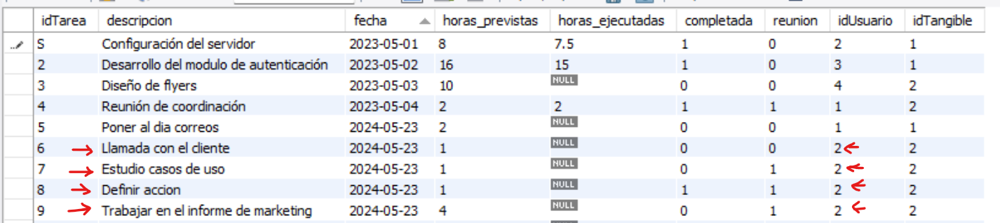 idTarea descripcion fecha horas_previstas horas_ejecutadas completada reunion idUsuario idTangible
S Configuración del servidor 2023-05-01 8 7.5 1 0 2 1
2 Desarrollo del modulo de autenticación 2023-05-02 16 15 1 0 3 1
3 Diseño de flyers 2023-05-03 10 NULL 0 0 4 2
4 Reunión de coordinación 2023-05-04 2 2 1 1 1 2
5 Poner al dia correos 2024-05-23 2 NULL 0 0 1 1
6 Llamada con el cliente 2024-05-23 1 NULL 0 0 2 2
7 Estudio casos de uso 2024-05-23 1 NULL 0 1 2 2
8 Definir accion 2024-05-23 1 NULL 1 1 2 2
9 Trabajar en el informe de marketing 2024-05-23 4 NULL 0 1 2 2